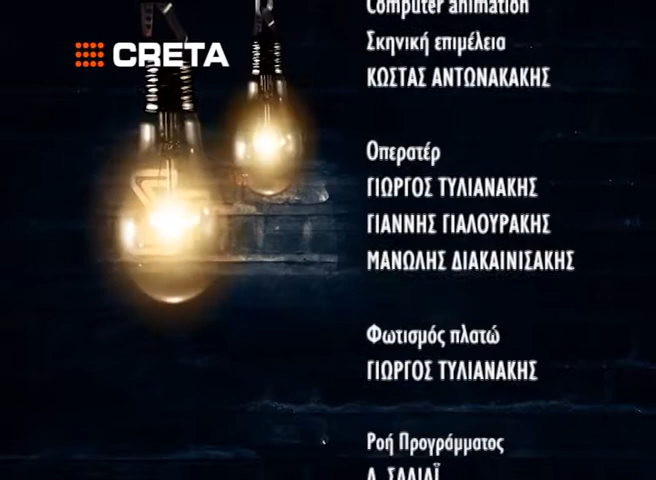 CRETA
Computer animation
Σκηνική επιμέλεια
ΚΩΣΤΑΣ ΑΝΤΩΝΑΚΑΚΗΣ
Οπερατέρ
ΓΙΩΡΓΟΣ ΤΥΛΙΑΝΑΚΗΣ
ΓΙΑΝΝΗΣ ΓΙΑΛΟΥΡΑΚΗΣ
ΜΑΝΩΛΗΣ ΔΙΑΚΑΙΝΙΣΑΚΗΣ
Φωτισμός πλατώ
ΓΙΩΡΓΟΣ ΤΥΛΙΑΝΑΚΗΣ
Ροή Προγράμματος